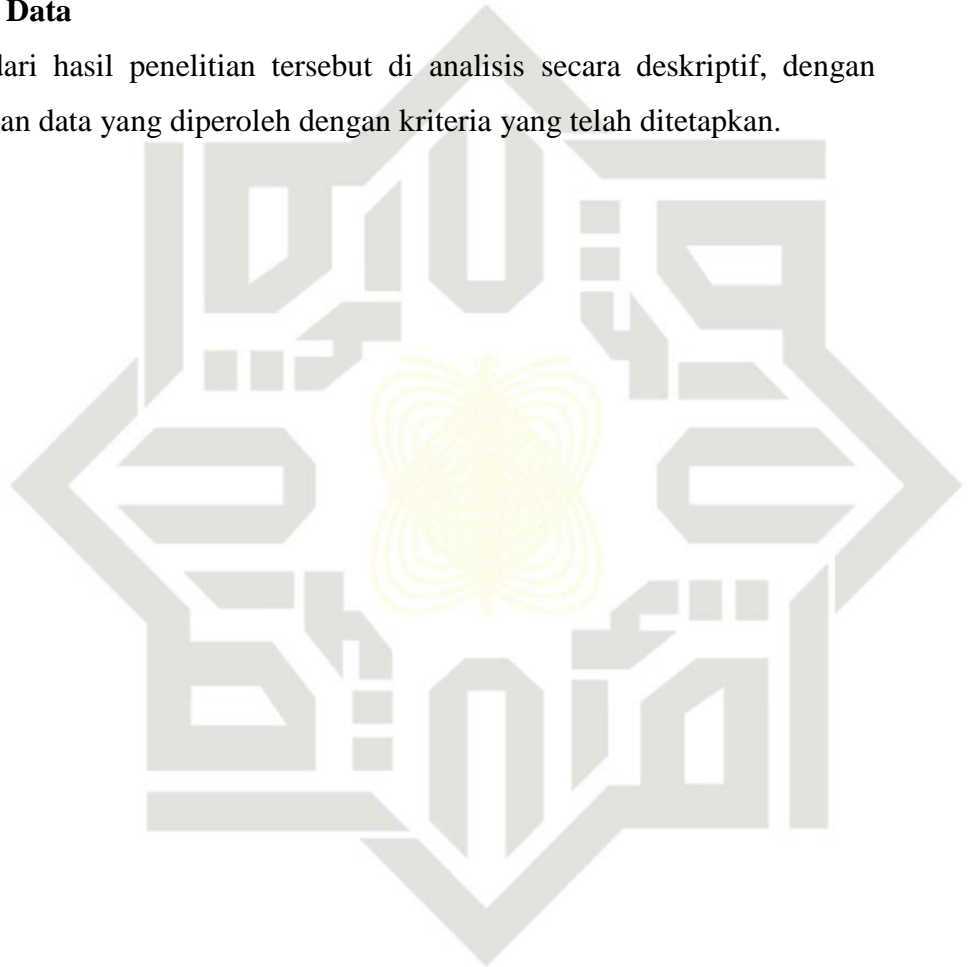 Data
dari hasil penelitian tersebut di analisis secara deskriptif, dengan
an data yang diperoleh dengan kriteria yang telah ditetapkan.